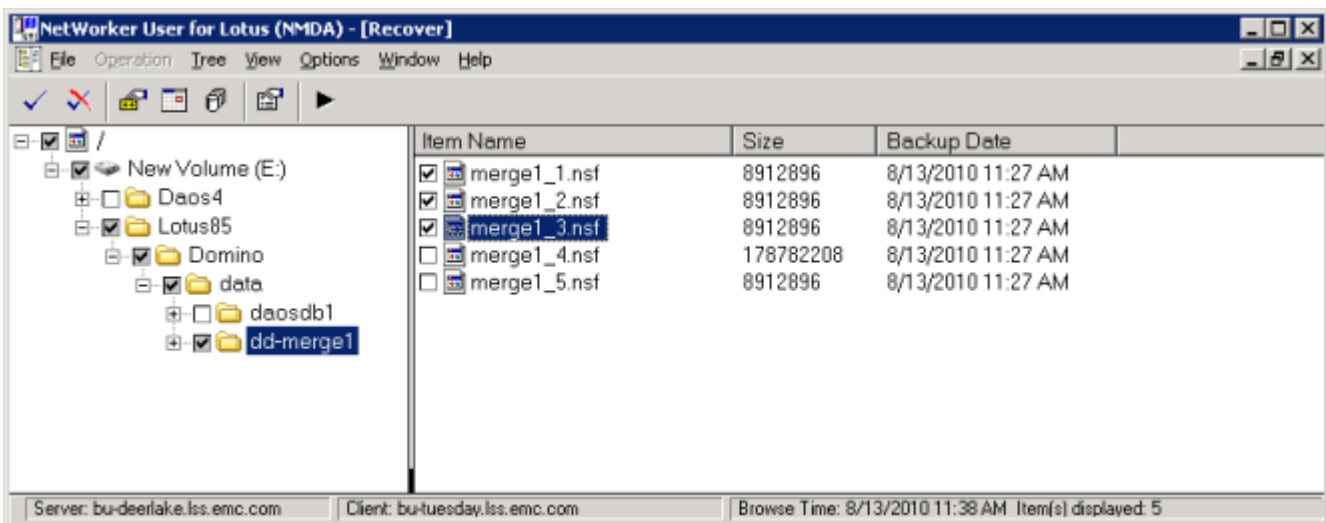 NetWorker User for Lotus (NMDA) - [Recover]
File Operation Tree View Options Window Help
/
New Volume (E:)
Daos4
Lotus85
Domino
data
daosdb1
dd-merge1
Item Name Size Backup Date
merge1_1.nsf 8912896 8/13/2010 11:27 AM
merge1_2.nsf 8912896 8/13/2010 11:27 AM
merge1_3.nsf 8912896 8/13/2010 11:27 AM
merge1_4.nsf 178782208 8/13/2010 11:27 AM
merge1_5.nsf 8912896 8/13/2010 11:27 AM
Server: bu-deerlake.lss.emc.com Client: bu-tuesday.lss.emc.com Browse Time: 8/13/2010 11:38 AM Item(s) displayed: 5